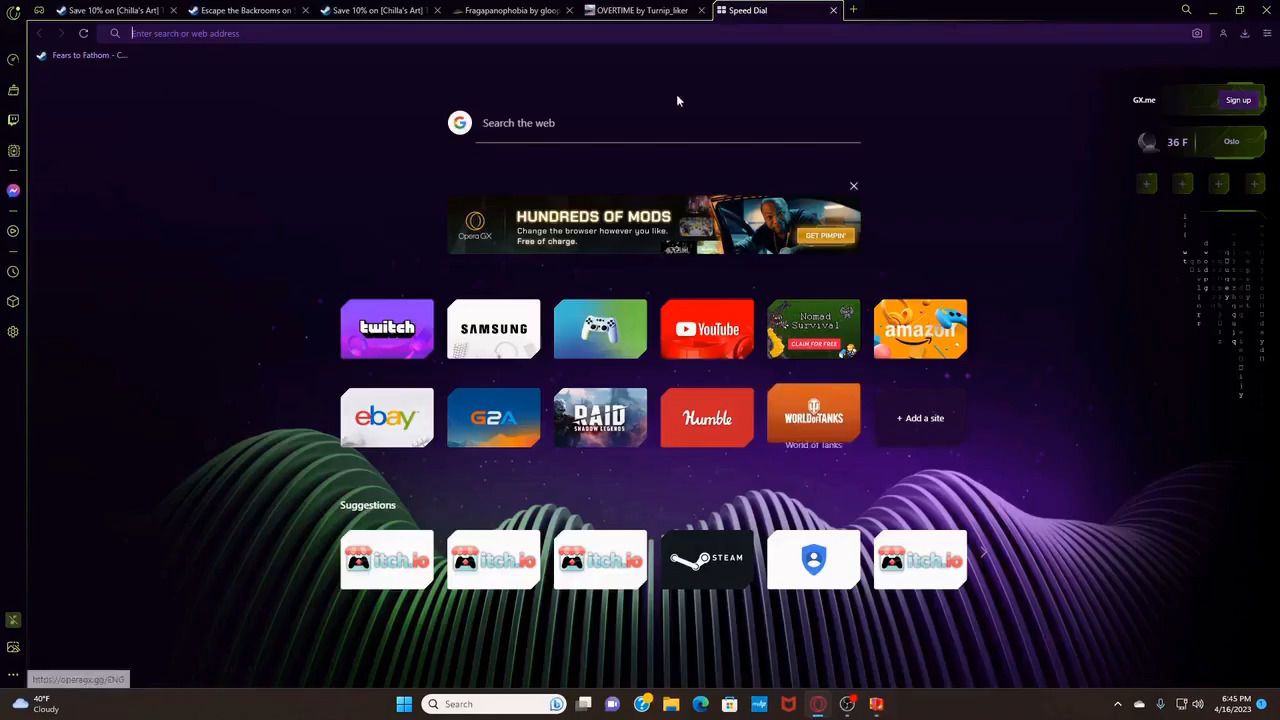 Save 10% on [Chilla's Art]
Escape the Backrooms on S
Save 10% on [Chilla's Art] T
Fragapanophobia by gloop
OVERTIME by Turnip_liker
Speed Dial
Enter search or web address
Fears to Fathom - C...
GX.me
Sign up
Search the web
36 F
Oslo
Opera GX
HUNDREDS OF MODS
Change the browser however you like.
Free of charge.
GET PIMPIN'
twitch
SAMSUNG
YouTube
Nomad
Survival
CLAIM FOR FREE
amazon
ebay
G2A
RAID
SHADOW LEGENDS
Humble
WORLD OF TANKS
+ Add a site
World of Tanks
Suggestions
itch.io
itch.io
itch.io
STEAM
itch.io
https://operagx.gg/ENG
40°F
Cloudy
Search
6:45 PM
4/16/2023